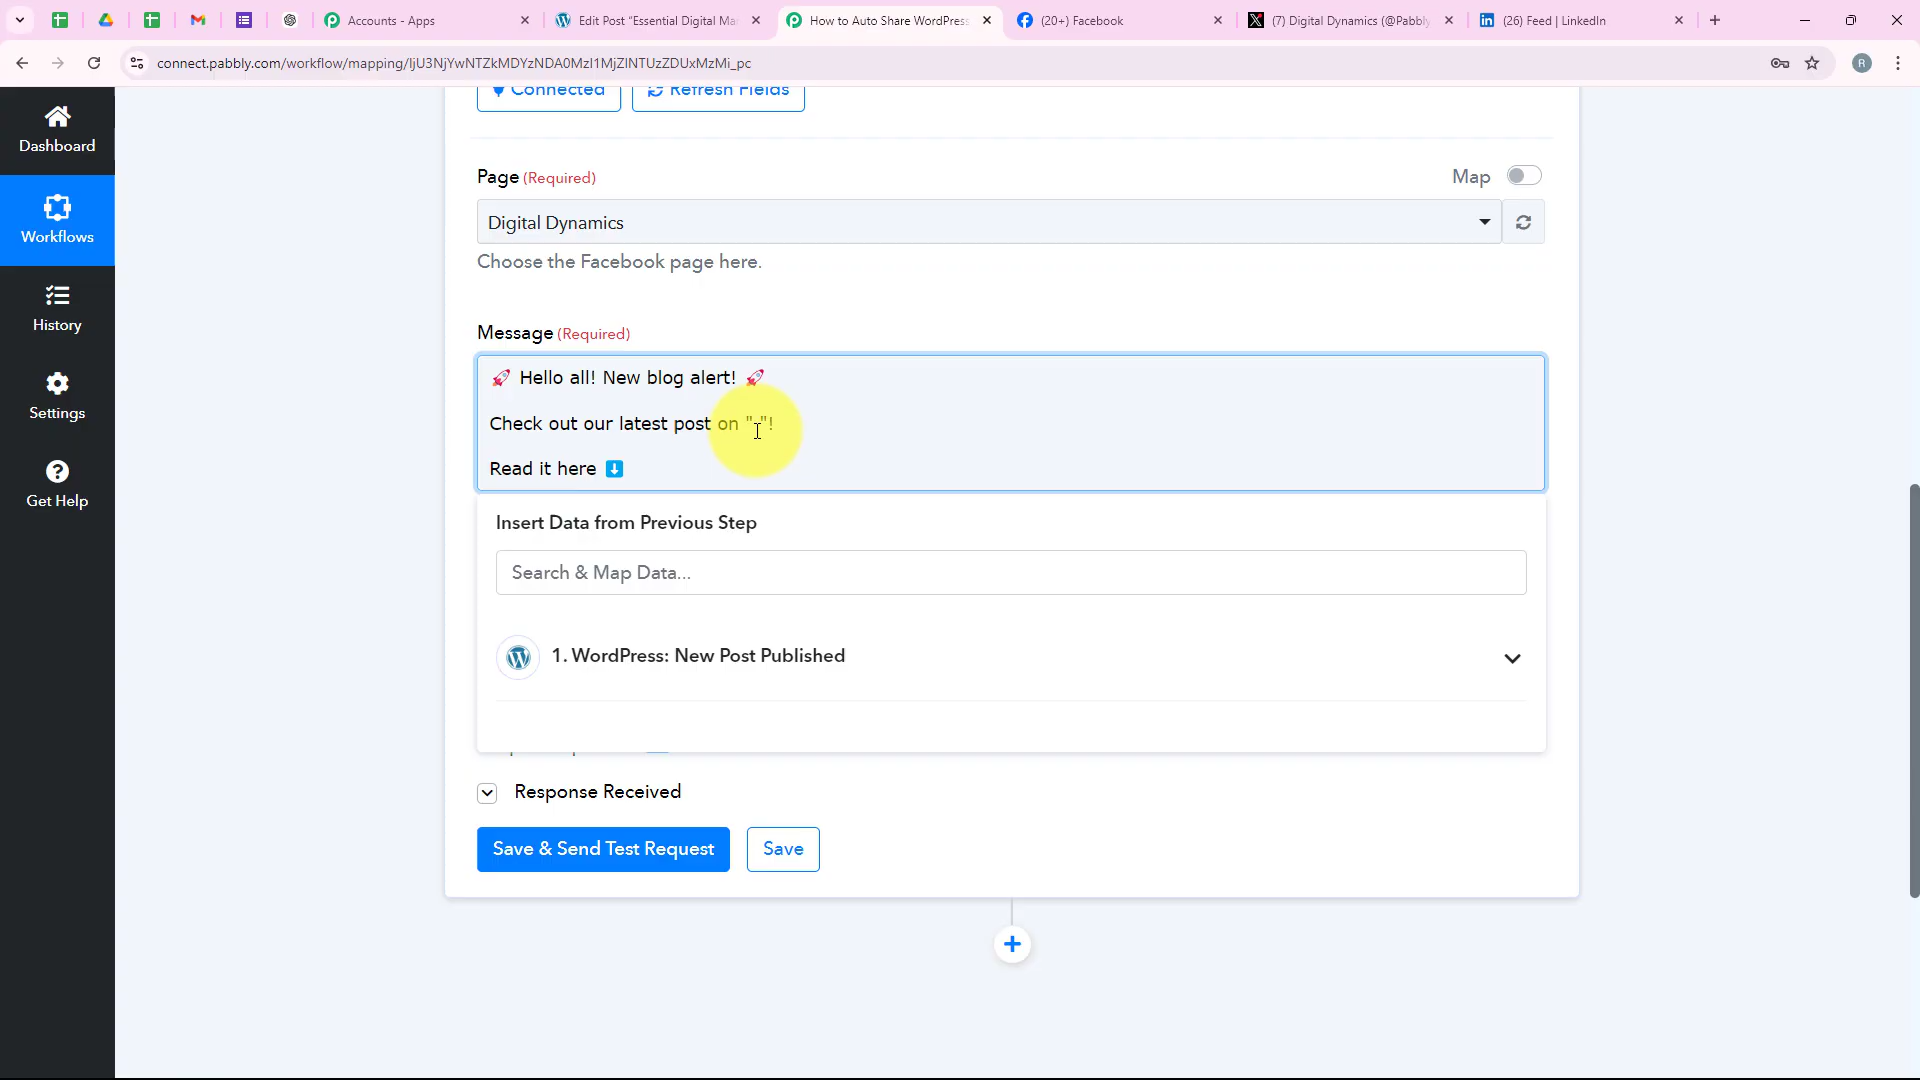 Accounts - Apps
Edit Post “Essential Digital Mar
How to Auto Share WordPress
(20+) Facebook
(7) Digital Dynamics (@Pabbly
(26) Feed | LinkedIn
connect.pabbly.com/workflow/mapping/IjU3NjYwNTZkMDYzNDA0MzI1MjZlNTUzZDUxMzMi_pc
R
Dashboard
Workflows
History
Settings
Get Help
Connected
Refresh Fields
Page (Required)
Map
Digital Dynamics
Choose the Facebook page here.
Message (Required)
🚀 Hello all! New blog alert! 🚀
Check out our latest post on "-"!
Read it here ⬇️
Insert Data from Previous Step
Search & Map Data...
1. WordPress: New Post Published
Response Received
Save & Send Test Request
Save